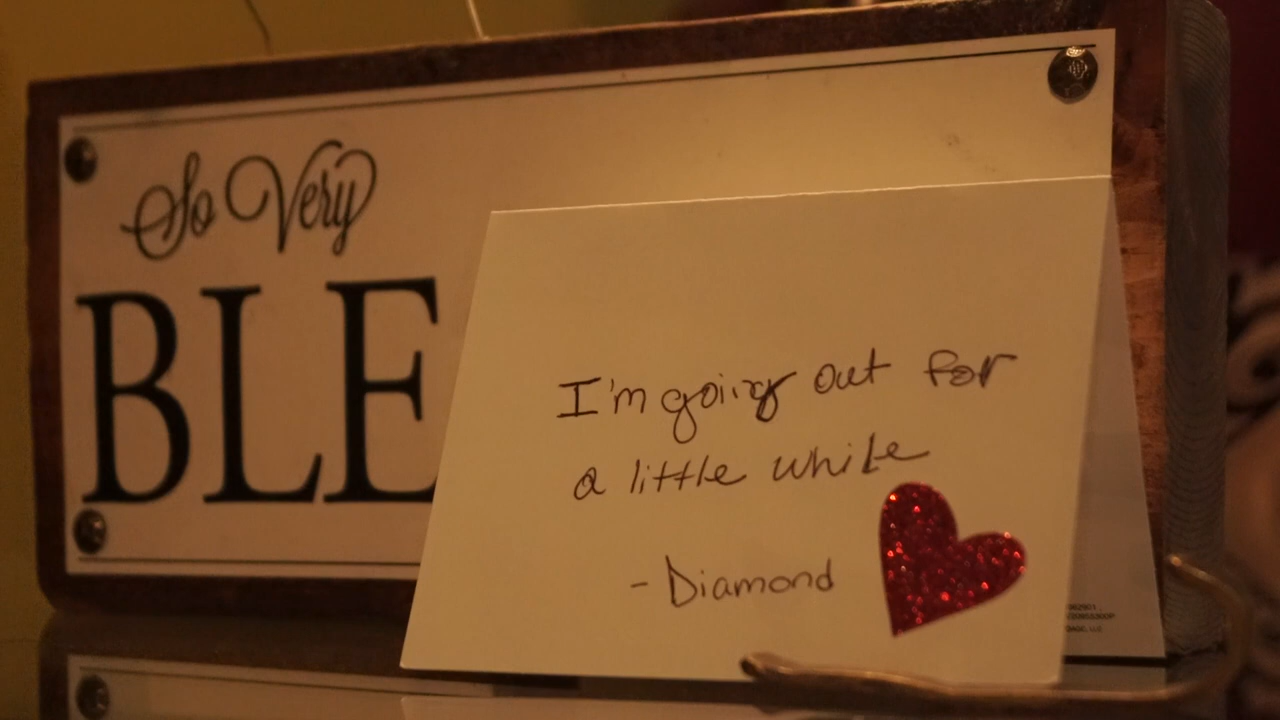 So Very
BLE
I'm going out for
a little while
- Diamond